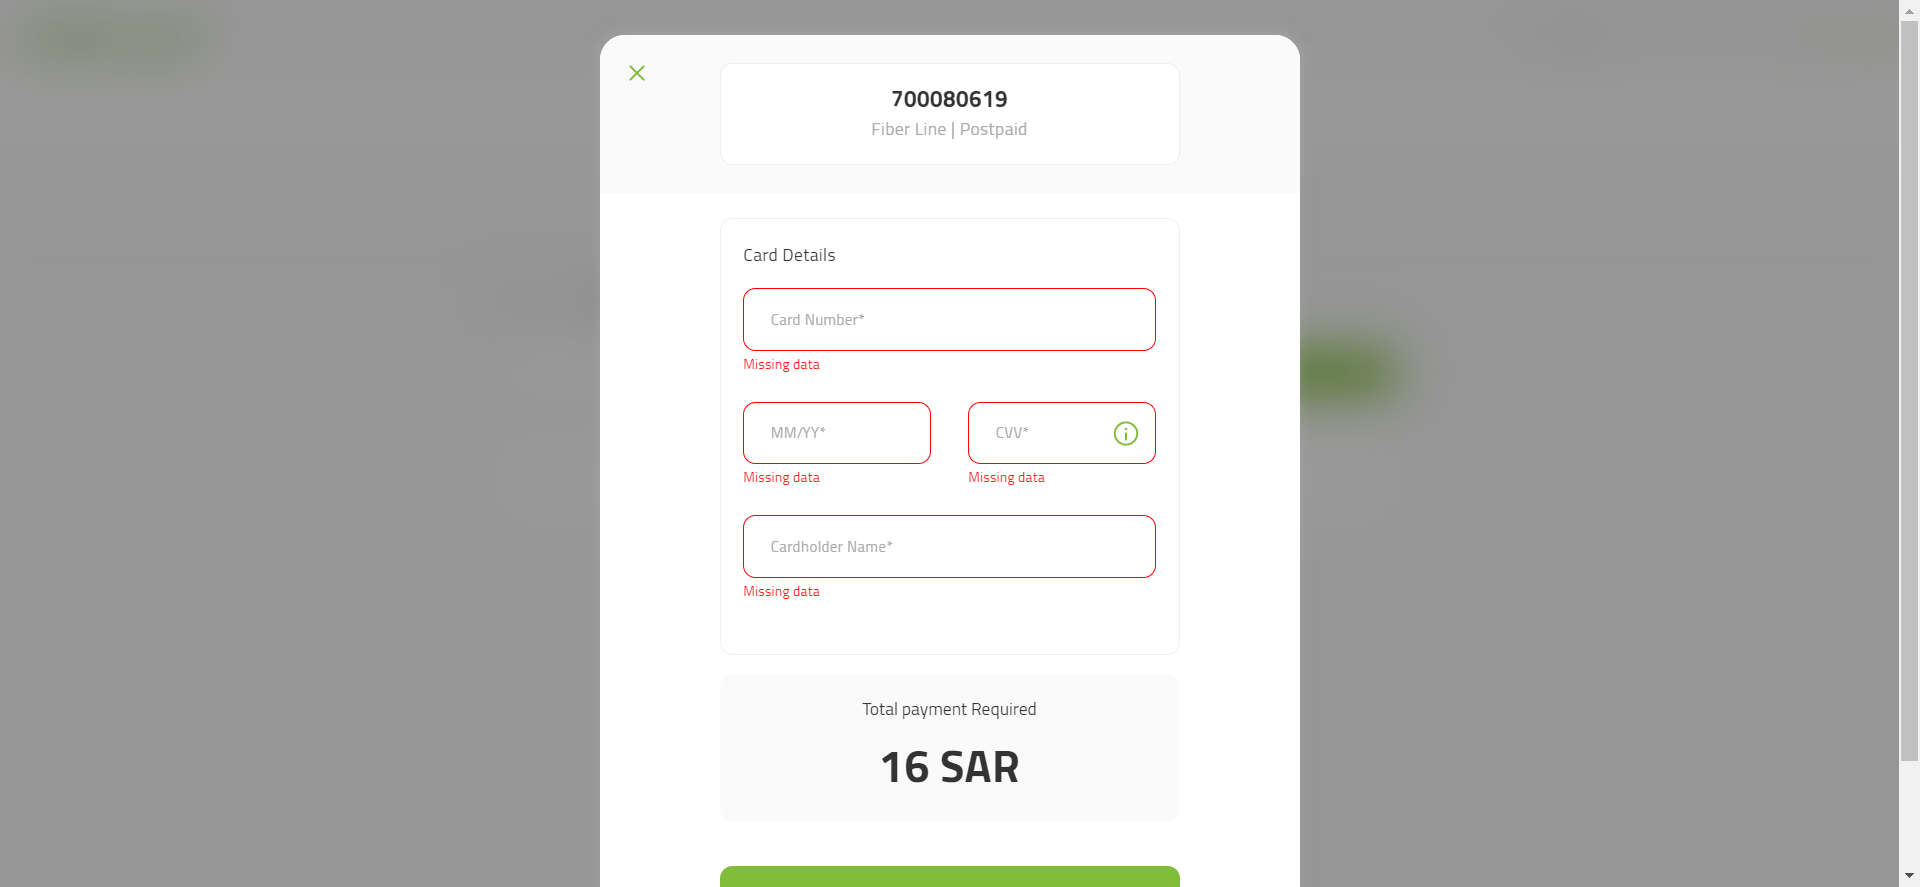 700080619
Fiber Line | Postpaid
Card Details
Card Number*
Missing data
MM/YY*
CVV*
Missing data
Missing data
Cardholder Name*
Missing data
Total payment Required
16 SAR